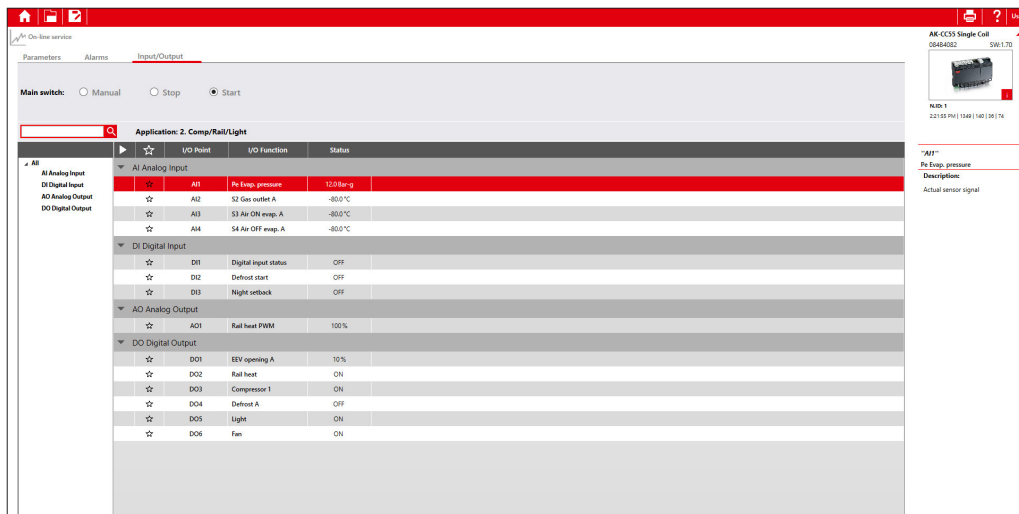 ? Us
On-line service
Parameters Alarms Input/Output
Main switch: Manual Stop Start
Application: 2. Comp/Rail/Light
I/O Point I/O Function Status
All
AI Analog Input
DI Digital Input
AO Analog Output
DO Digital Output
AI Analog Input
AI1 Pe Evap. pressure 12.0 Bar-g
AI2 S2 Gas outlet A -80.0 °C
AI3 S3 Air ON evap. A -80.0 °C
AI4 S4 Air OFF evap. A -80.0 °C
DI Digital Input
DI1 Digital input status OFF
DI2 Defrost start OFF
DI3 Night setback OFF
AO Analog Output
AO1 Rail heat PWM 100 %
DO Digital Output
DO1 EEV opening A 10 %
DO2 Rail heat ON
DO3 Compressor 1 ON
DO4 Defrost A OFF
DO5 Light ON
DO6 Fan ON
AK-CC55 Single Coil
084B4082 SW:1.70
i
N.ID: 1
2:21:55 PM | 1349 | 140 | 36 | 74
"AI1"
Pe Evap. pressure
Description:
Actual sensor signal